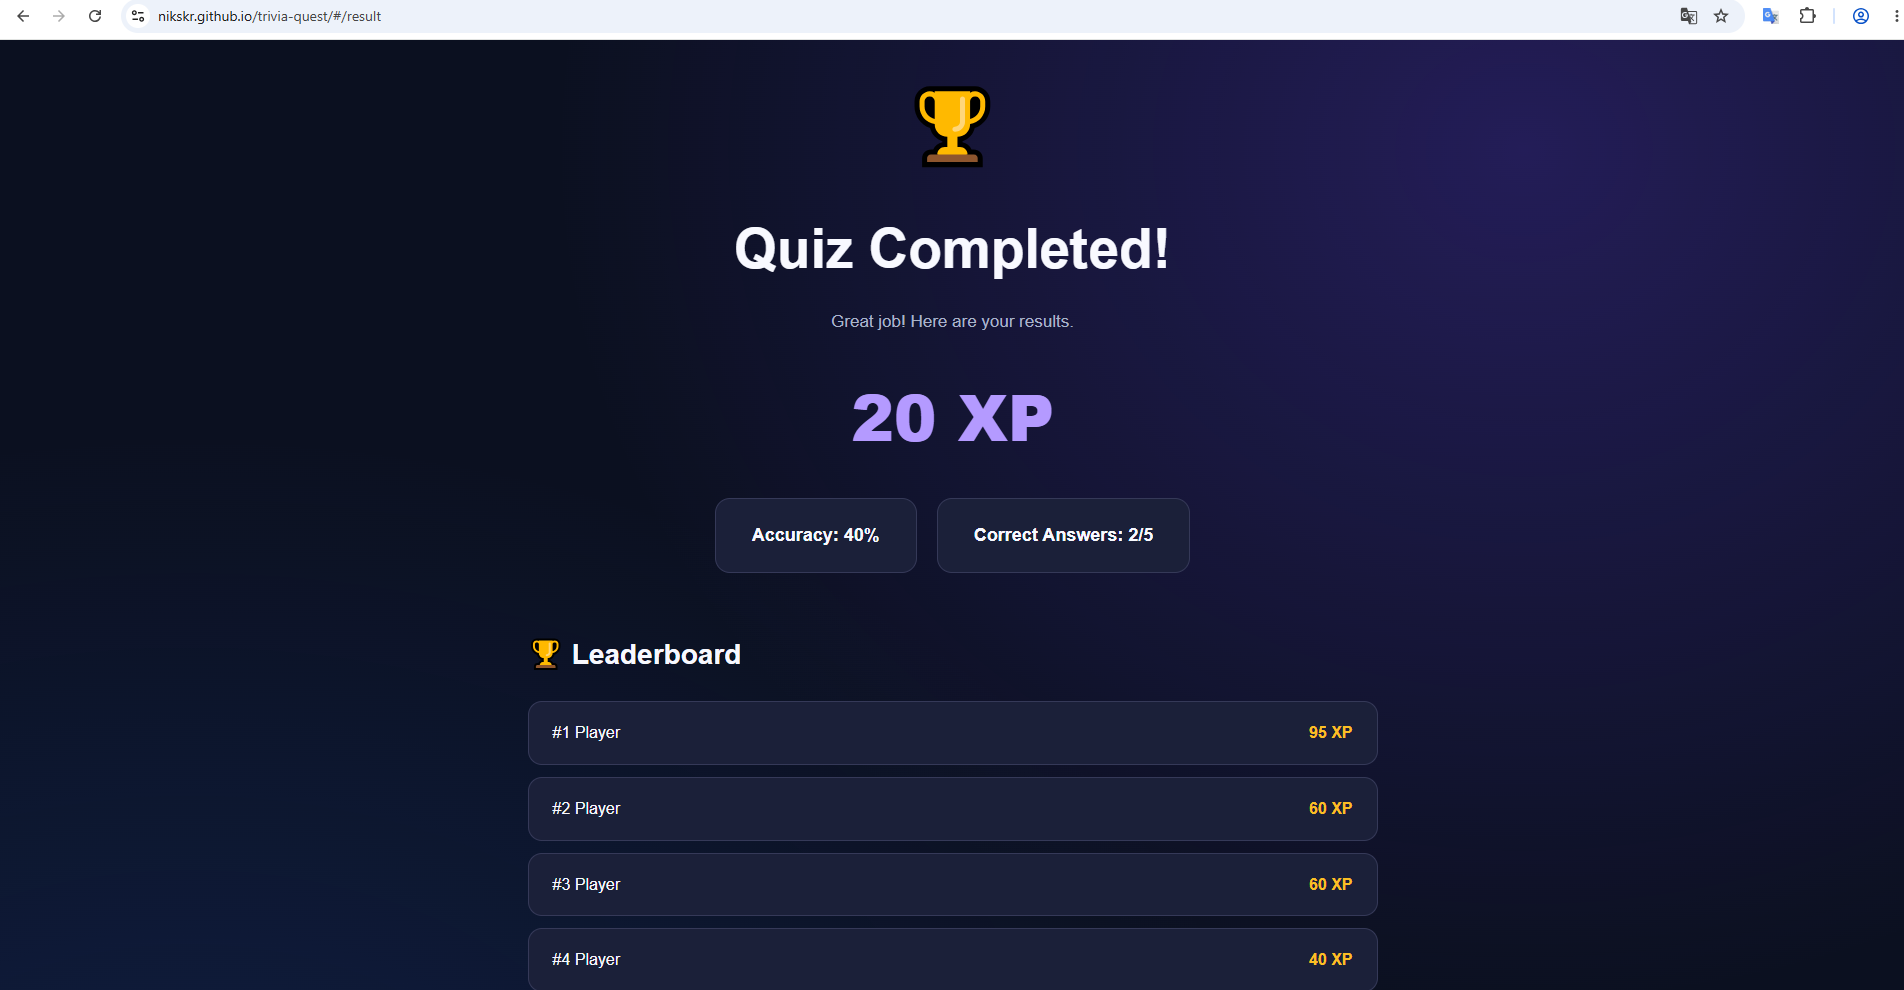 nikskr.github.io/trivia-quest/#/result
Quiz Completed!
Great job! Here are your results.
20 XP
Accuracy: 40%
Correct Answers: 2/5
Leaderboard
#1 Player 95 XP
#2 Player 60 XP
#3 Player 60 XP
#4 Player 40 XP